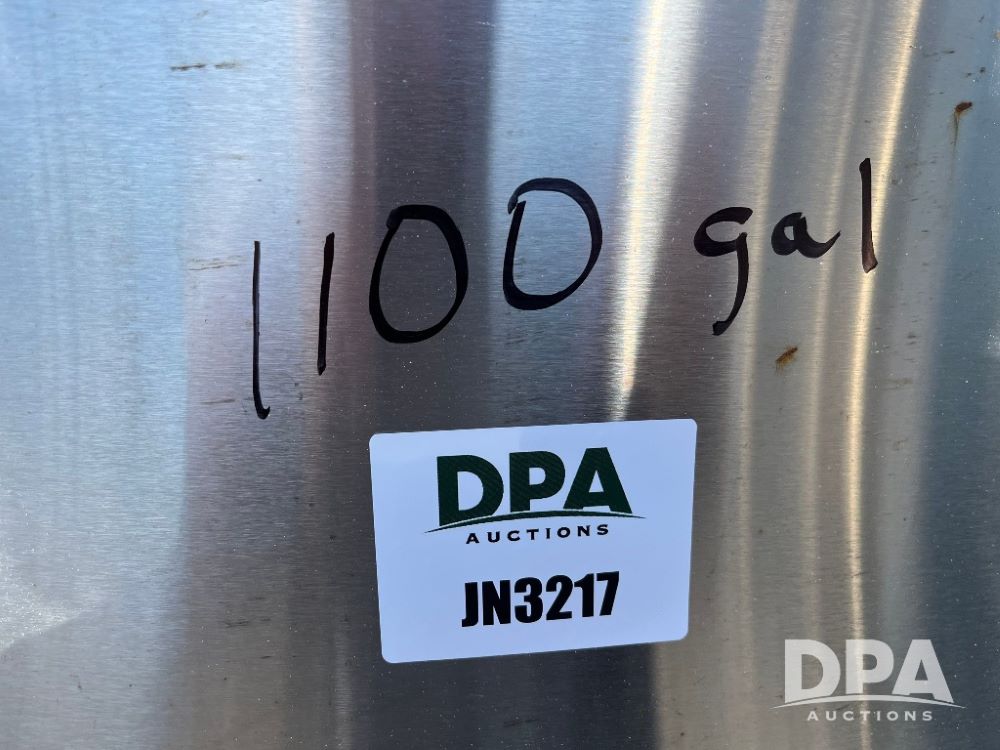 1100 gal
DPA
AUCTIONS
JN3217
DPA
AUCTIONS